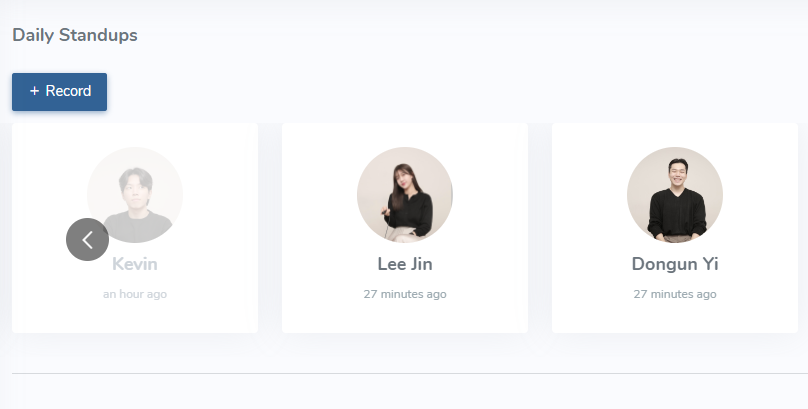 Daily Standups
+ Record
Kevin
an hour ago
Lee Jin
27 minutes ago
Dongun Yi
27 minutes ago